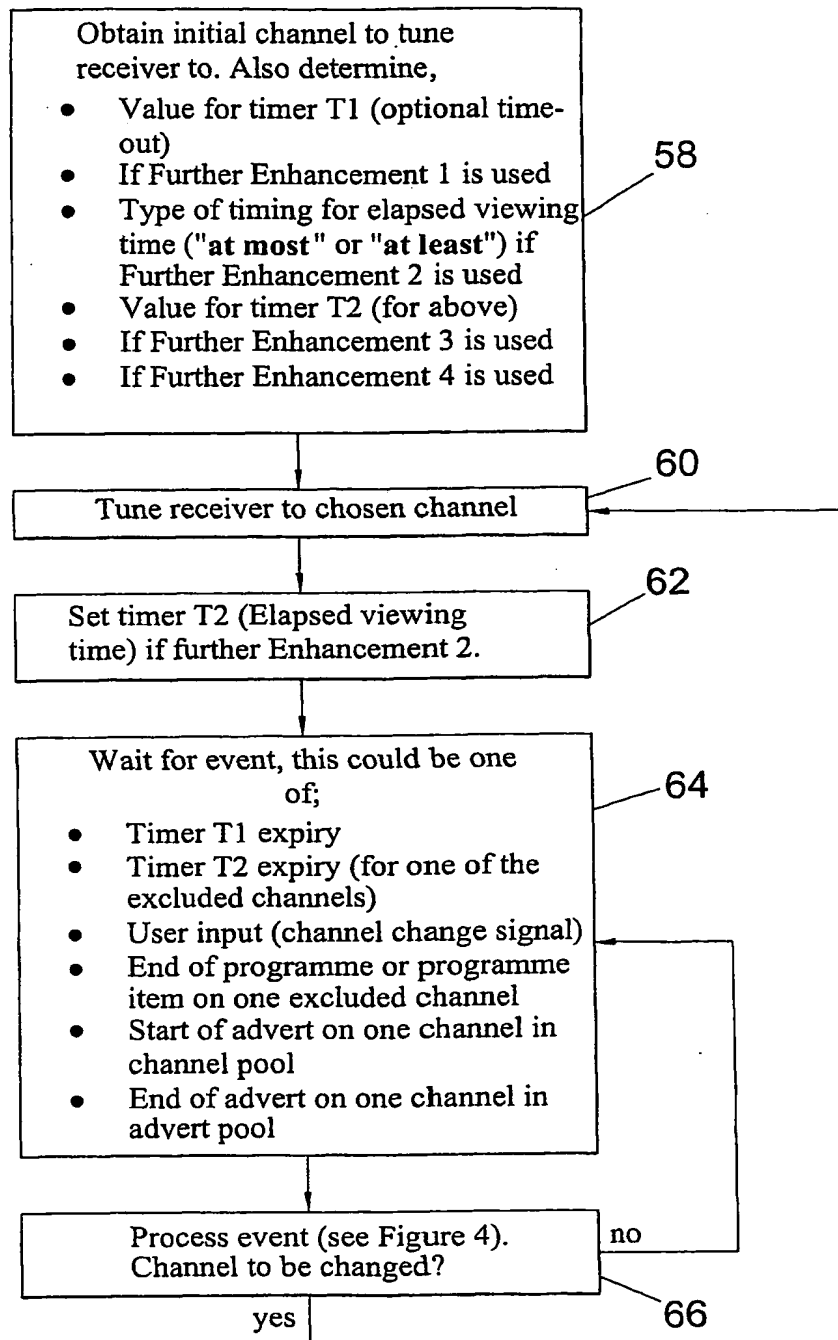 Obtain initial channel to tune
receiver to. Also determine,
• Value for timer T1 (optional time-
out)
• If Further Enhancement 1 is used
• Type of timing for elapsed viewing
time ("at most" or "at least") if
Further Enhancement 2 is used
• Value for timer T2 (for above)
• If Further Enhancement 3 is used
• If Further Enhancement 4 is used
58
60
Tune receiver to chosen channel
62
Set timer T2 (Elapsed viewing
time) if further Enhancement 2.
Wait for event, this could be one
of;
• Timer T1 expiry
• Timer T2 expiry (for one of the
excluded channels)
• User input (channel change signal)
• End of programme or programme
item on one excluded channel
• Start of advert on one channel in
channel pool
• End of advert on one channel in
advert pool
64
Process event (see Figure 4).
Channel to be changed?
no
66
yes